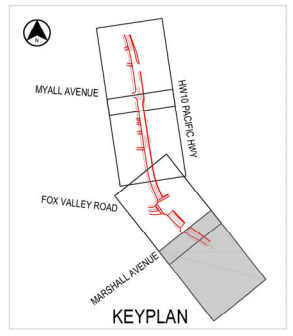 N
MYALL AVENUE
HW10 PACIFIC HWY
FOX VALLEY ROAD
MARSHALL AVENUE
KEYPLAN